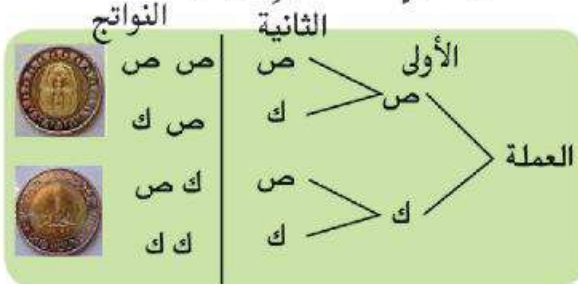 الأولى الثانية النواتج
ص ص ص
ص
ك ص ك
العملة
ص ك ص
ك
ك ك ك